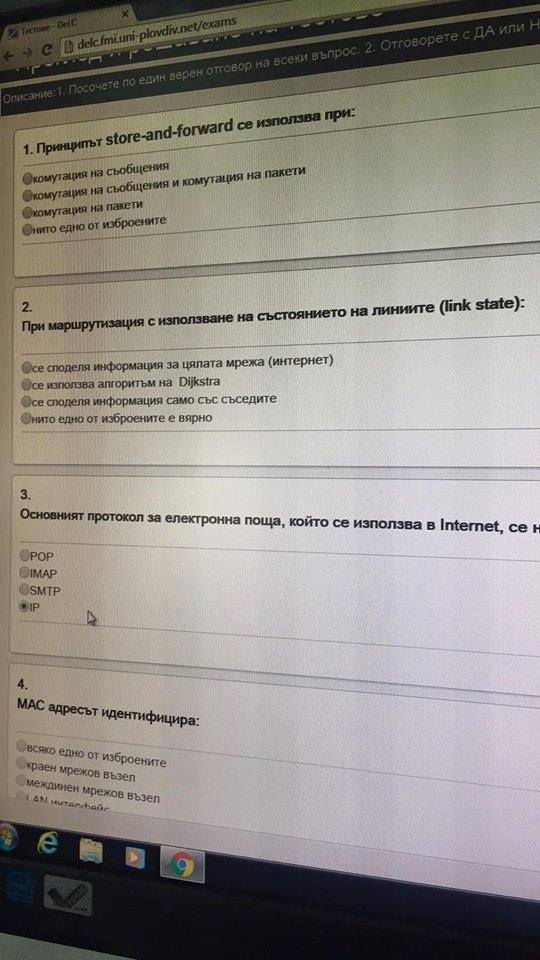 Тестове - DeLC
delc.fmi.uni-plovdiv.net/exams
Описание: 1. Посочете по един верен отговор на всеки въпрос. 2. Отговорете с ДА или Н
1. Принципът store-and-forward се използва при:
комутация на съобщения
комутация на съобщения и комутация на пакети
комутация на пакети
нито едно от изброените
2.
При маршрутизация с използване на състоянието на линиите (link state):
се споделя информация за цялата мрежа (интернет)
се използва алгоритъм на Dijkstra
се споделя информация само със съседите
нито едно от изброените е вярно
3.
Основният протокол за електронна поща, който се използва в Internet, се н
POP
IMAP
SMTP
IP
4.
MAC адресът идентифицира:
всяко едно от изброените
краен мрежов възел
междинен мрежов възел
LAN интерфейс